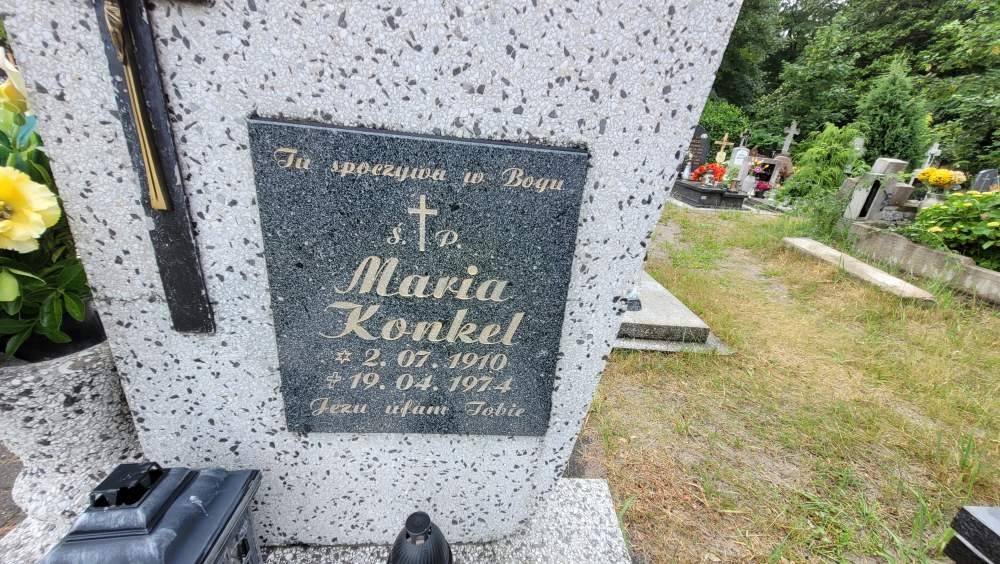 Tu spoczywa w Bogu
Ś. P.
Maria
Konkel
* 2. 07. 1910
✝ 19. 04. 1974
Jezu ufam Tobie